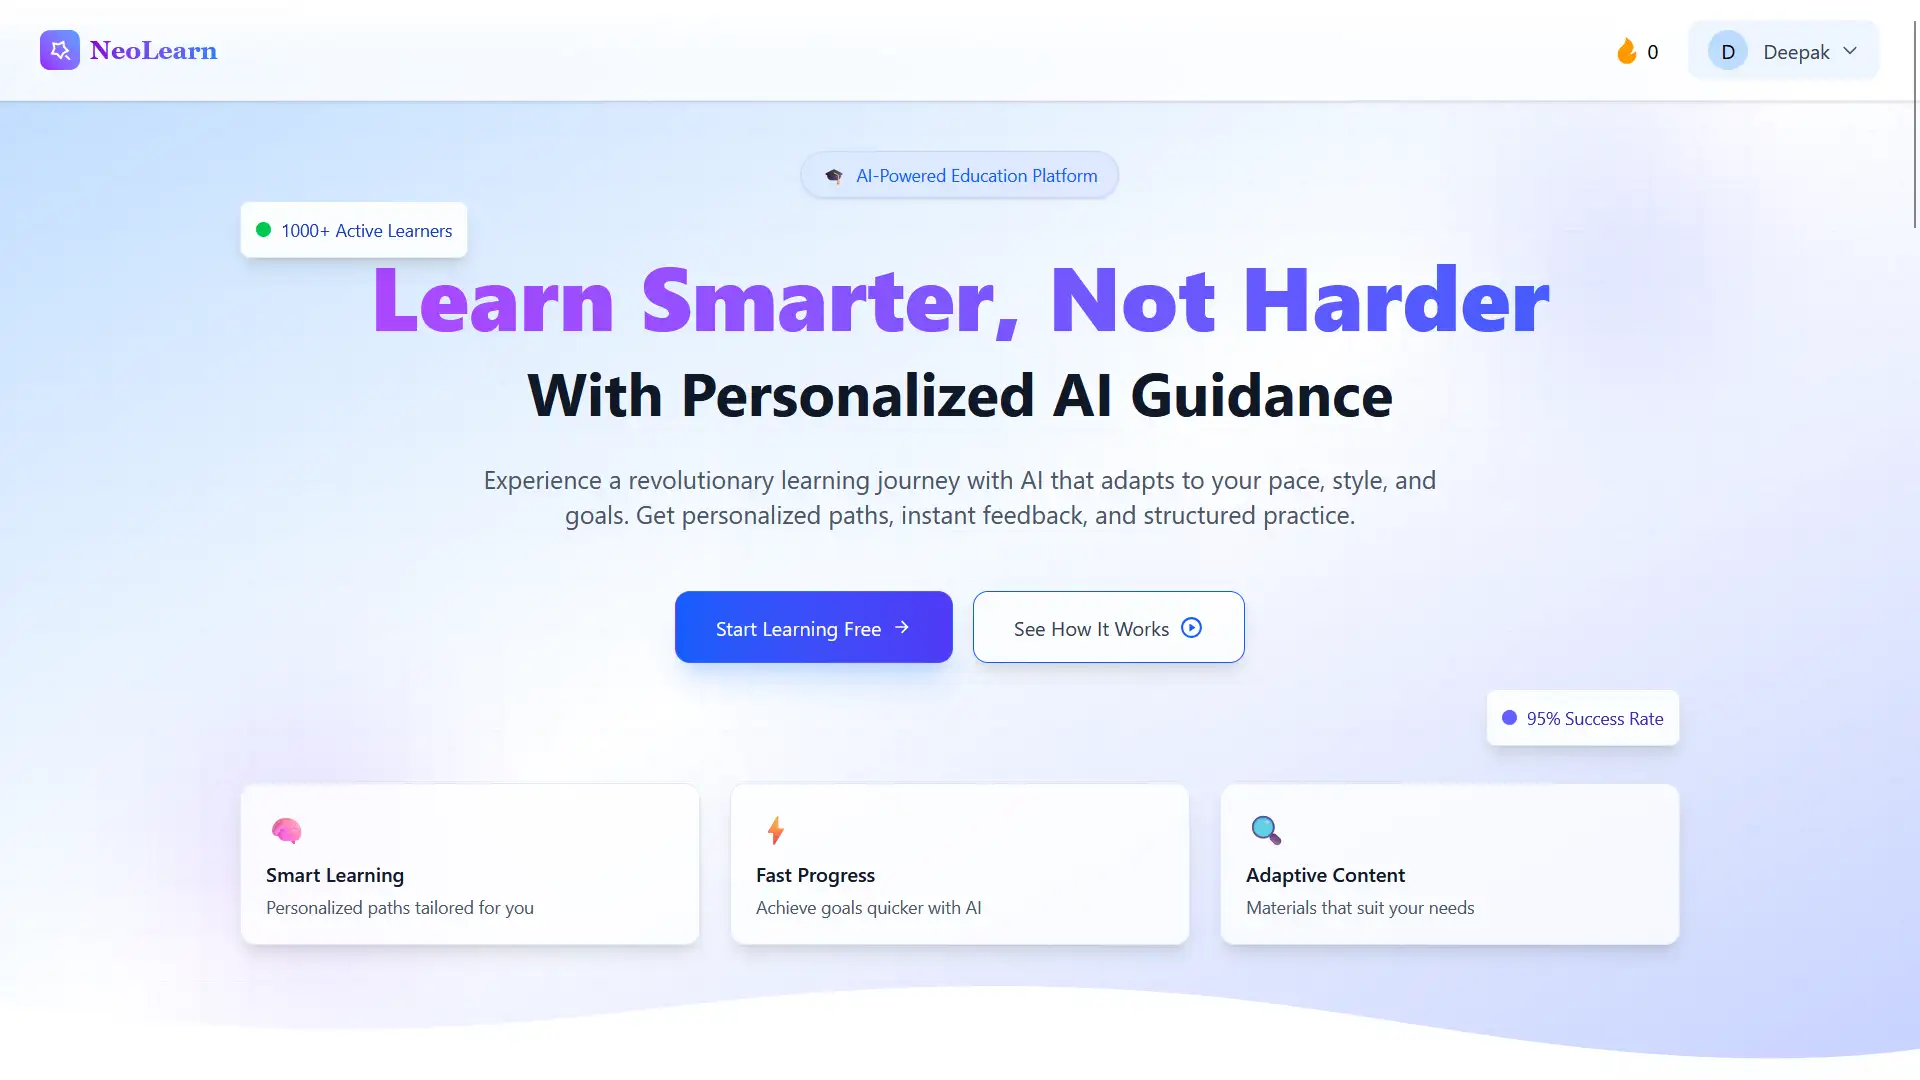 NeoLearn
0
D
Deepak
AI-Powered Education Platform
1000+ Active Learners
Learn Smarter, Not Harder
With Personalized AI Guidance
Experience a revolutionary learning journey with AI that adapts to your pace, style, and
goals. Get personalized paths, instant feedback, and structured practice.
Start Learning Free
See How It Works
95% Success Rate
Smart Learning
Personalized paths tailored for you
Fast Progress
Achieve goals quicker with AI
Adaptive Content
Materials that suit your needs